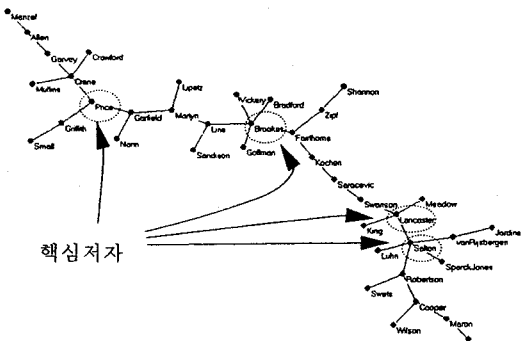 Menzel
Allen
Garvey
Crawford
Mullins
Crane
Price
Griffith
Small
Garfield
Narin
Lipetz
Martyn
Line
Sandison
Vickery
Bradford
Brookes
Goffman
Fairthorne
Zipf
Shannon
Kochen
Saracevic
Swanson
Meadow
Lancaster
King
Salton
Luhn
vanRijsbergen
Jardine
SparckJones
Robertson
Swets
Cooper
Wilson
Maron
핵심저자